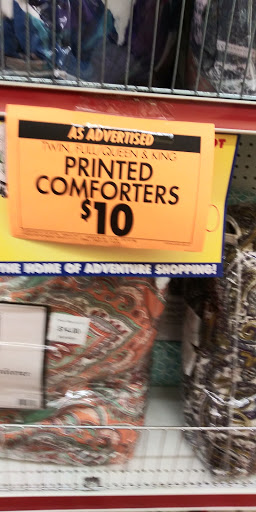 AS ADVERTISED
TWIN, FULL, QUEEN & KING
PRINTED
COMFORTERS
$10
THE HOME OF ADVENTURE SHOPPING!